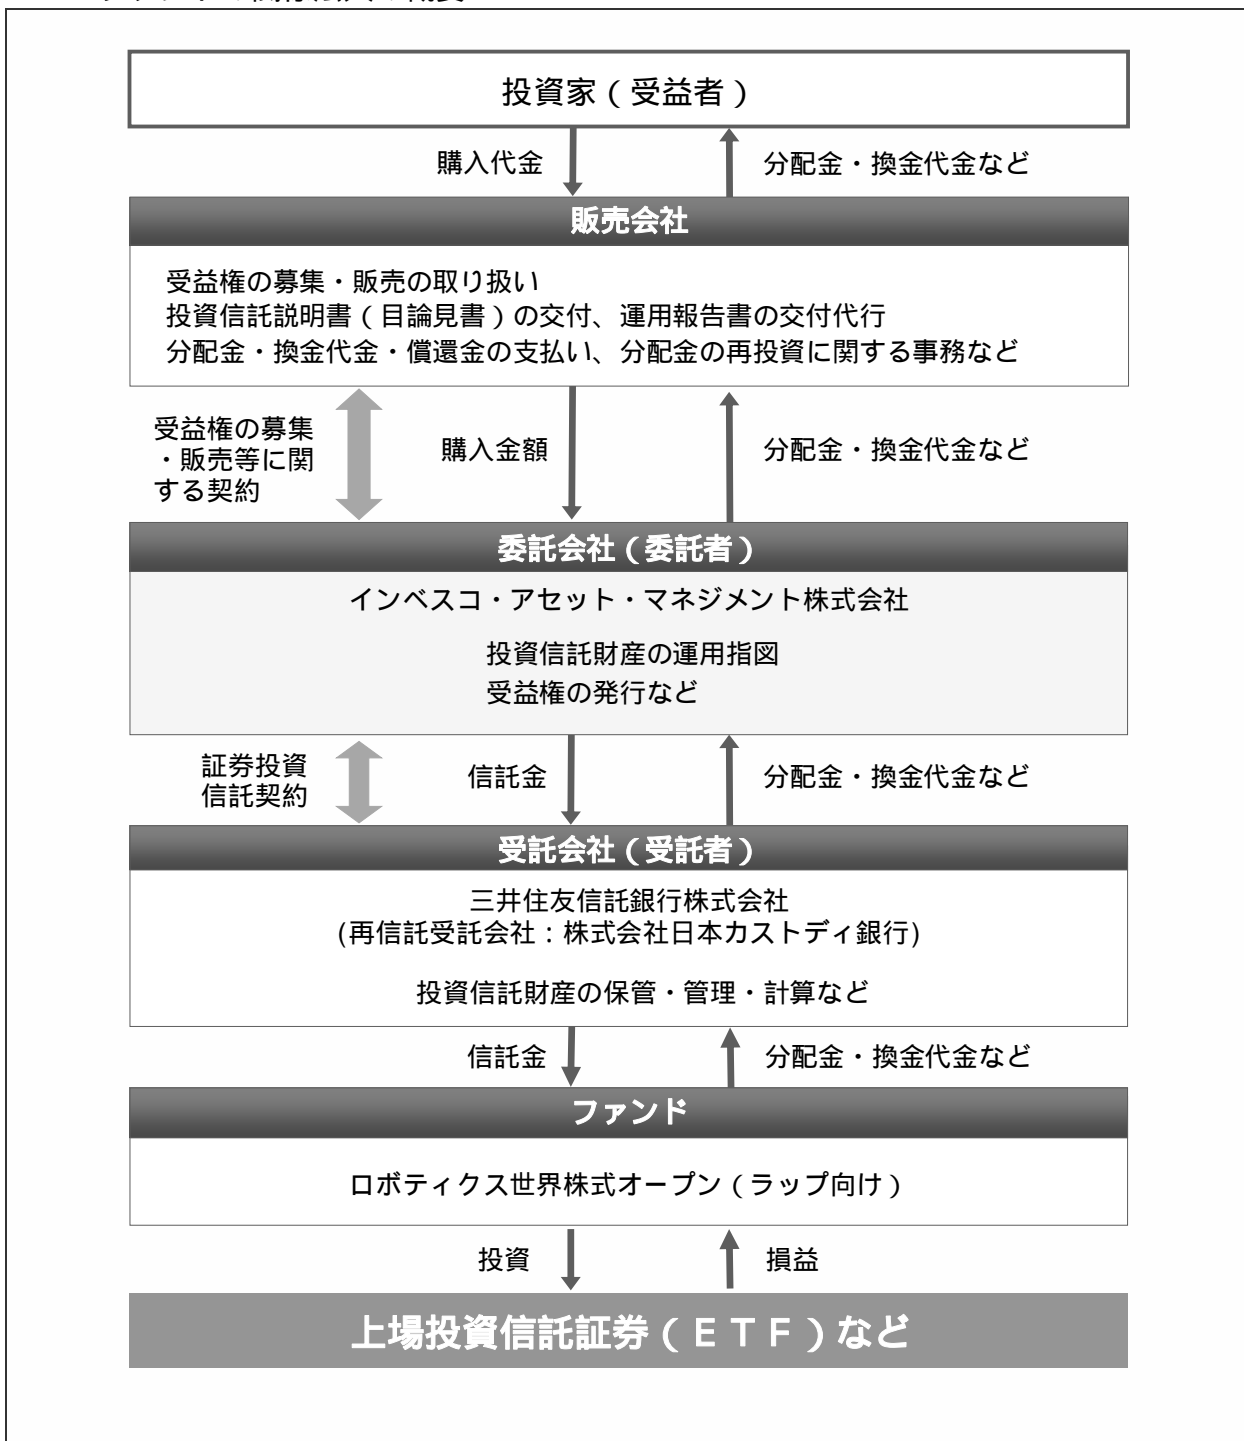 投資家（受益者）
購入代金
分配金・換金代金など
販売会社
受益権の募集・販売の取り扱い
投資信託説明書（目論見書）の交付、運用報告書の交付代行
分配金・換金代金・償還金の支払い、分配金の再投資に関する事務など
受益権の募集
・販売等に関
する契約
購入金額
分配金・換金代金など
委託会社（委託者）
インベスコ・アセット・マネジメント株式会社
投資信託財産の運用指図
受益権の発行など
証券投資
信託契約
信託金
分配金・換金代金など
受託会社（受託者）
三井住友信託銀行株式会社
(再信託受託会社：株式会社日本カストディ銀行)
投資信託財産の保管・管理・計算など
信託金
分配金・換金代金など
ファンド
ロボティクス世界株式オープン（ラップ向け）
投資
損益
上場投資信託証券（ＥＴＦ）など